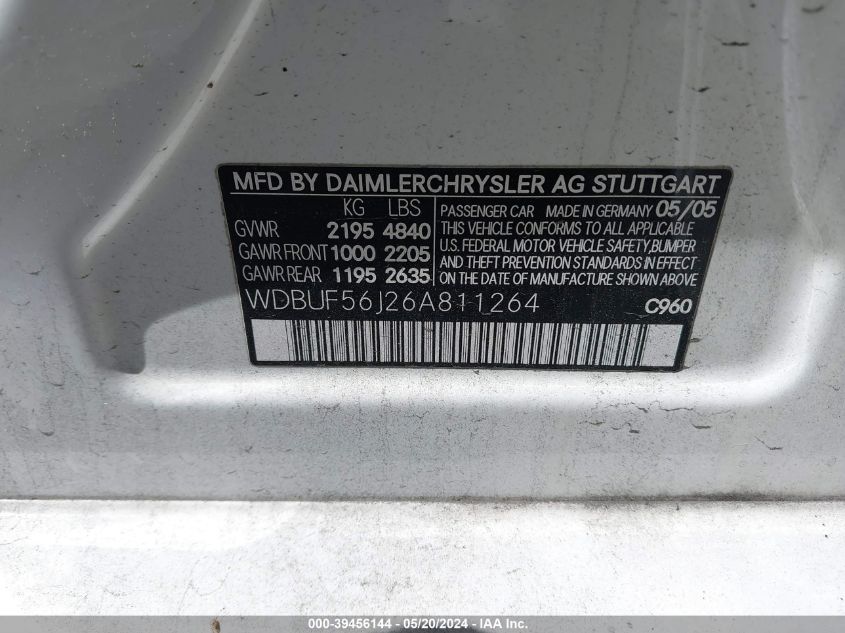 MFD BY DAIMLERCHRYSLER AG STUTTGART
KG LBS
GVWR 2195 4840
GAWR FRONT 1000 2205
GAWR REAR 1195 2635
PASSENGER CAR MADE IN GERMANY 05/05
THIS VEHICLE CONFORMS TO ALL APPLICABLE
U.S. FEDERAL MOTOR VEHICLE SAFETY,BUMPER
AND THEFT PREVENTION STANDARDS IN EFFECT
ON THE DATE OF MANUFACTURE SHOWN ABOVE
WDBUF56J26A811264 C960
000-39456144 - 05/20/2024 - IAA Inc.